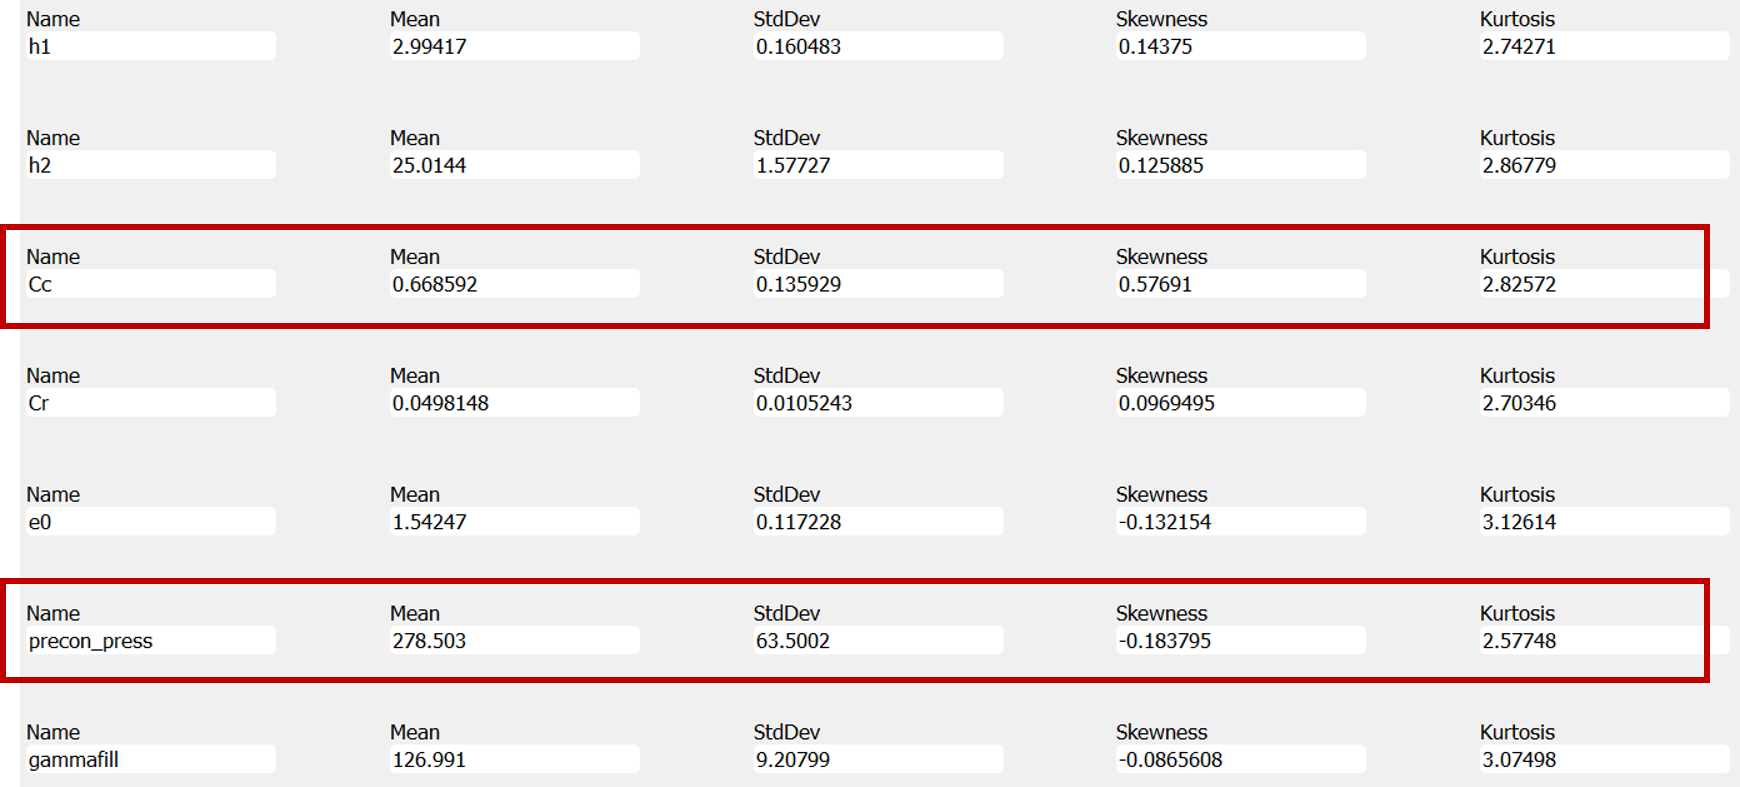 Name Mean StdDev Skewness Kurtosis
h1 2.99417 0.160483 0.14375 2.74271
Name Mean StdDev Skewness Kurtosis
h2 25.0144 1.57727 0.125885 2.86779
Name Mean StdDev Skewness Kurtosis
Cc 0.668592 0.135929 0.57691 2.82572
Name Mean StdDev Skewness Kurtosis
Cr 0.0498148 0.0105243 0.0969495 2.70346
Name Mean StdDev Skewness Kurtosis
e0 1.54247 0.117228 -0.132154 3.12614
Name Mean StdDev Skewness Kurtosis
precon_press 278.503 63.5002 -0.183795 2.57748
Name Mean StdDev Skewness Kurtosis
gammafill 126.991 9.20799 -0.0865608 3.07498